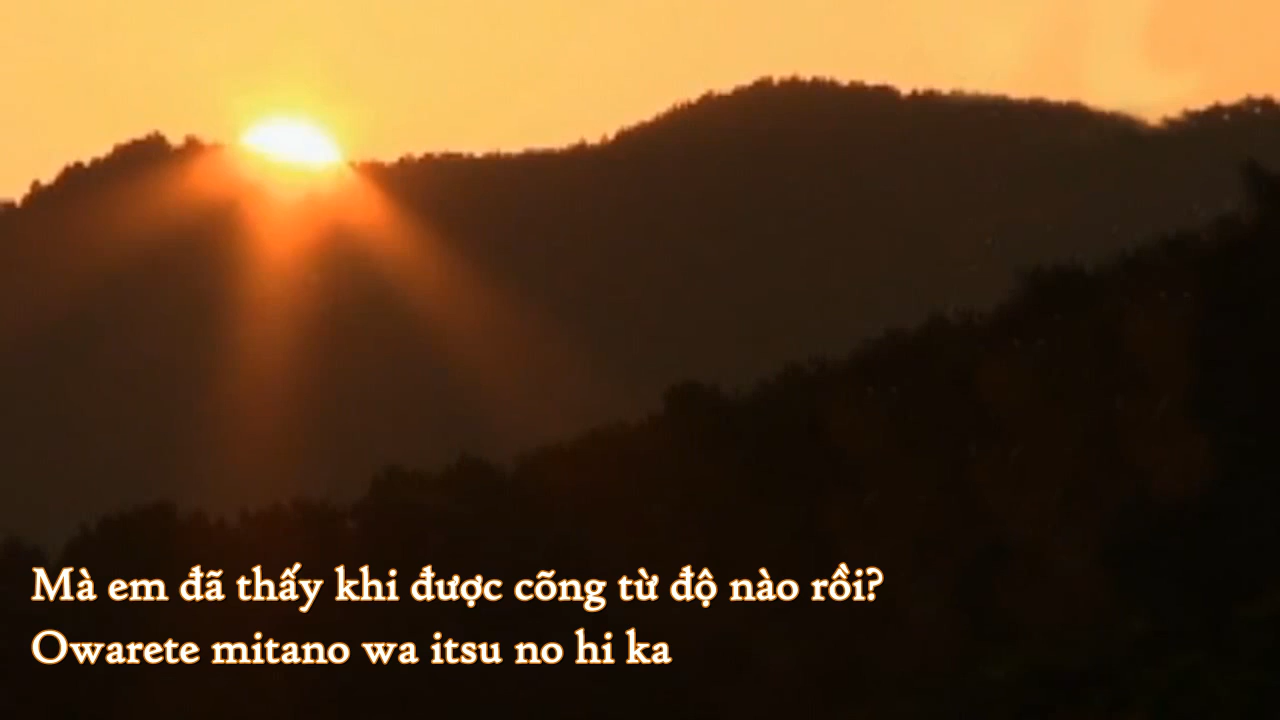 Mà em đã thấy khi được cõng từ độ nào rồi?
Owarete mitano wa itsu no hi ka